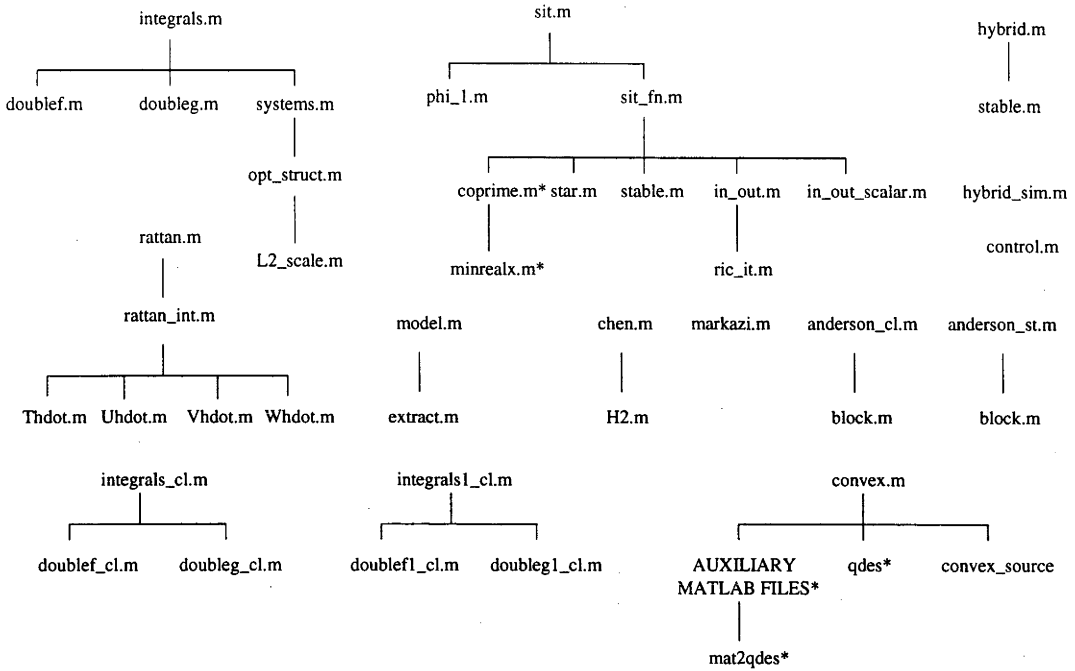 integrals.m
sit.m
hybrid.m
doublef.m doubleg.m systems.m
phi_1.m sit_fn.m
stable.m
opt_struct.m
coprime.m* star.m stable.m in_out.m in_out_scalar.m
hybrid_sim.m
rattan.m
L2_scale.m
minrealx.m* ric_it.m
control.m
rattan_int.m
model.m chen.m markazi.m anderson_cl.m anderson_st.m
Thdot.m Uhdot.m Vhdot.m Whdot.m
extract.m H2.m block.m block.m
integrals_cl.m integrals1_cl.m convex.m
doublef_cl.m doubleg_cl.m doublef1_cl.m doubleg1_cl.m
AUXILIARY
MATLAB FILES*
qdes* convex_source
mat2qdes*